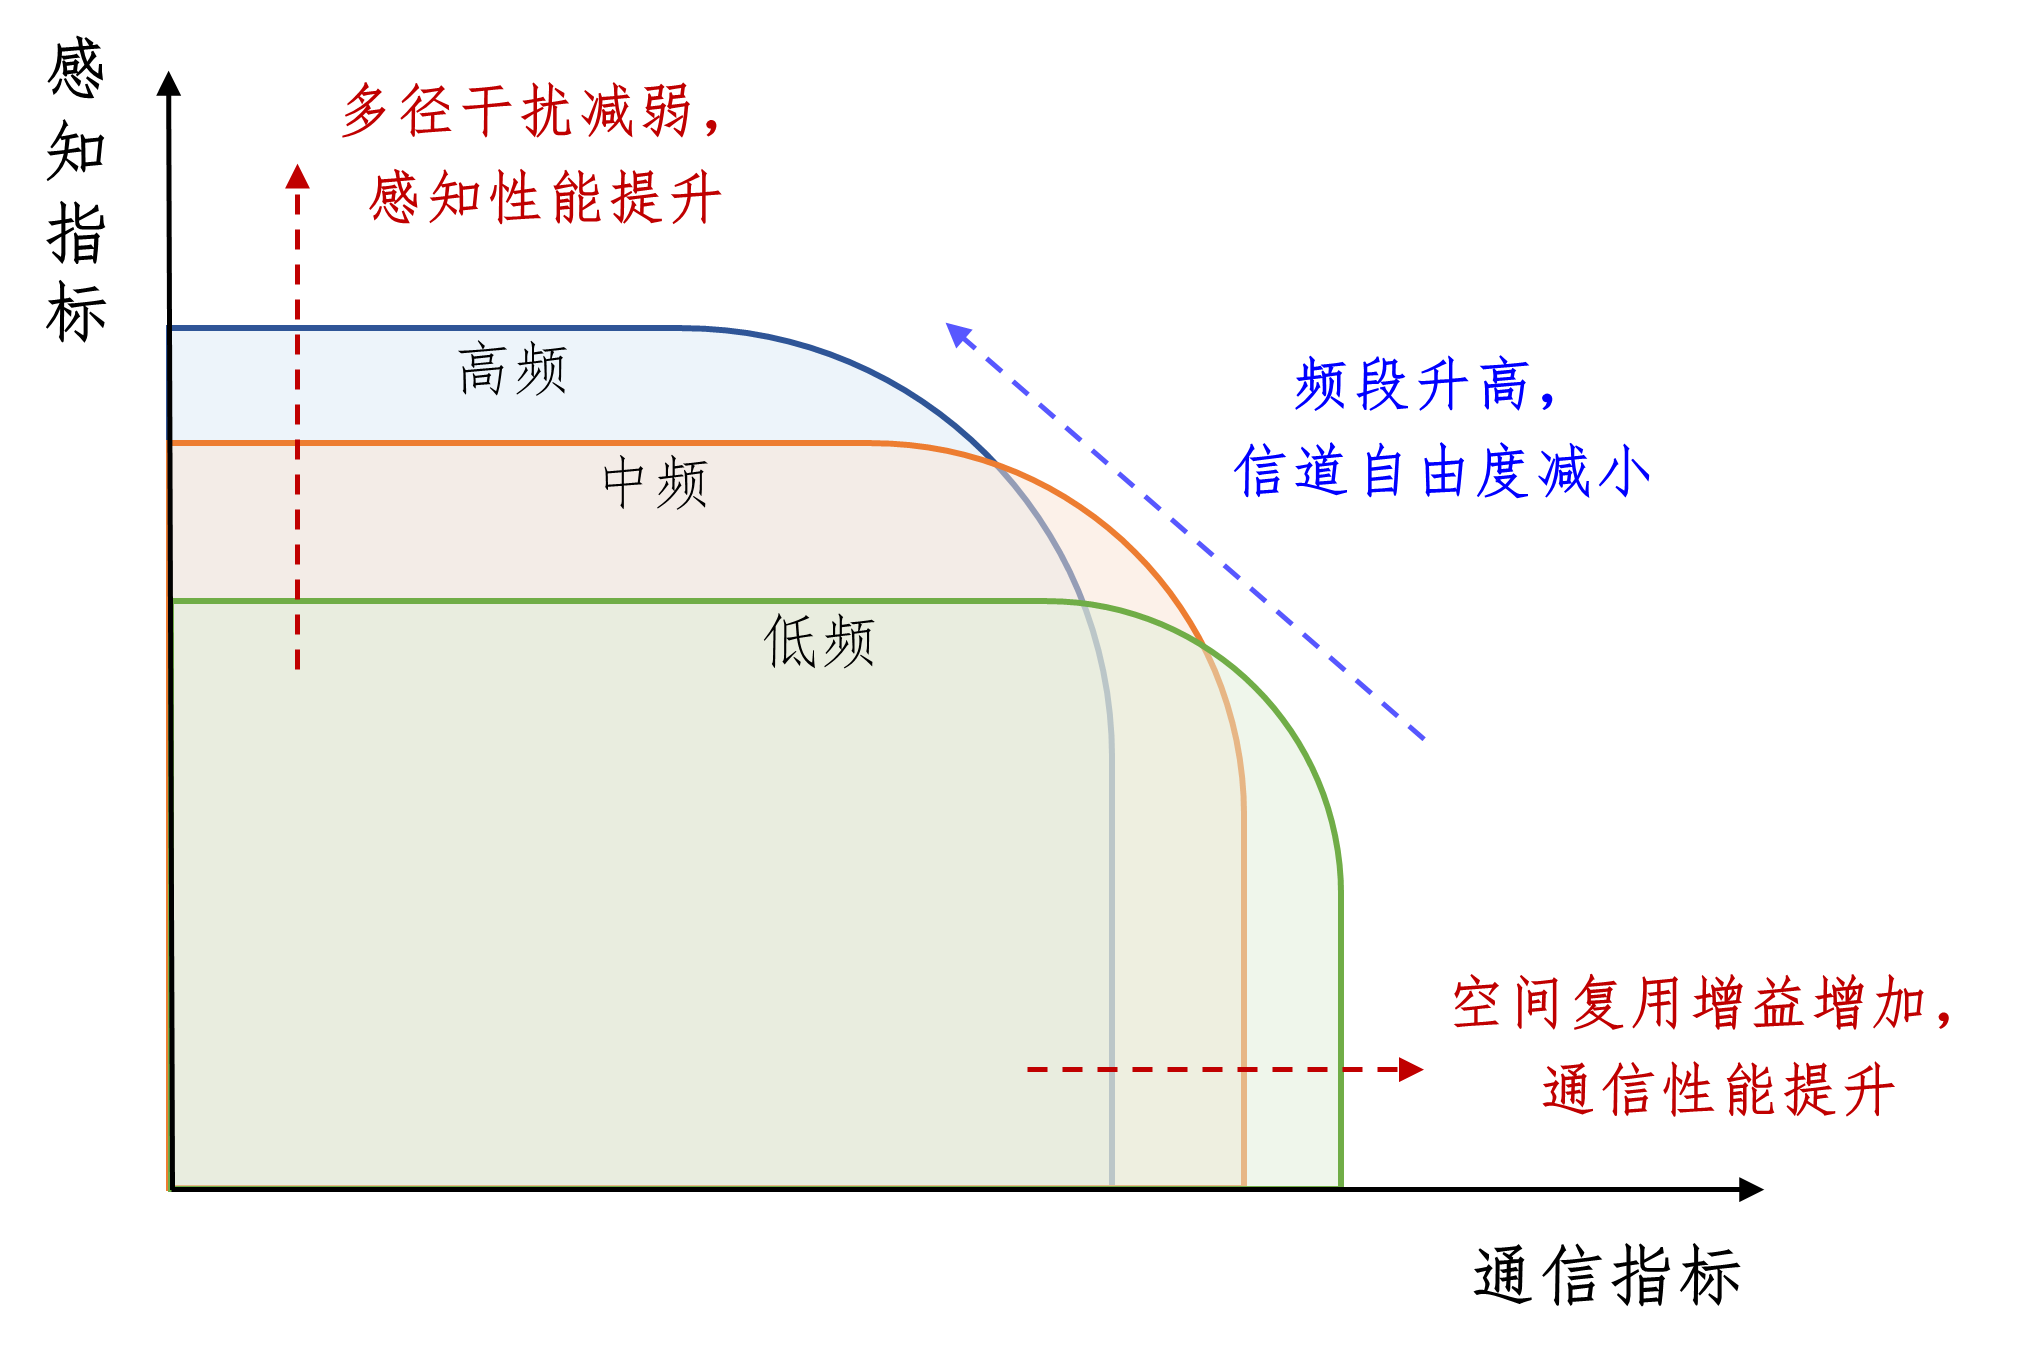 感知指标
多径干扰减弱，
感知性能提升
高频
中频
低频
频段升高，
信道自由度减小
空间复用增益增加，
通信性能提升
通信指标